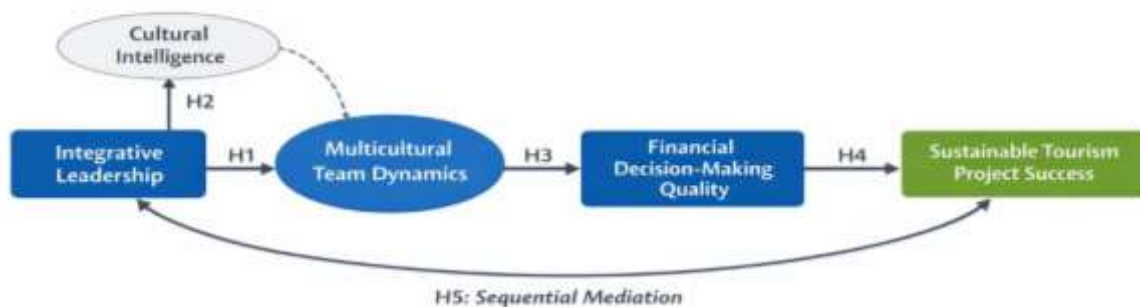 Cultural
Intelligence
H2
Integrative
Leadership
H1
Multicultural
Team Dynamics
H3
Financial
Decision-Making
Quality
H4
Sustainable Tourism
Project Success
H5: Sequential Mediation